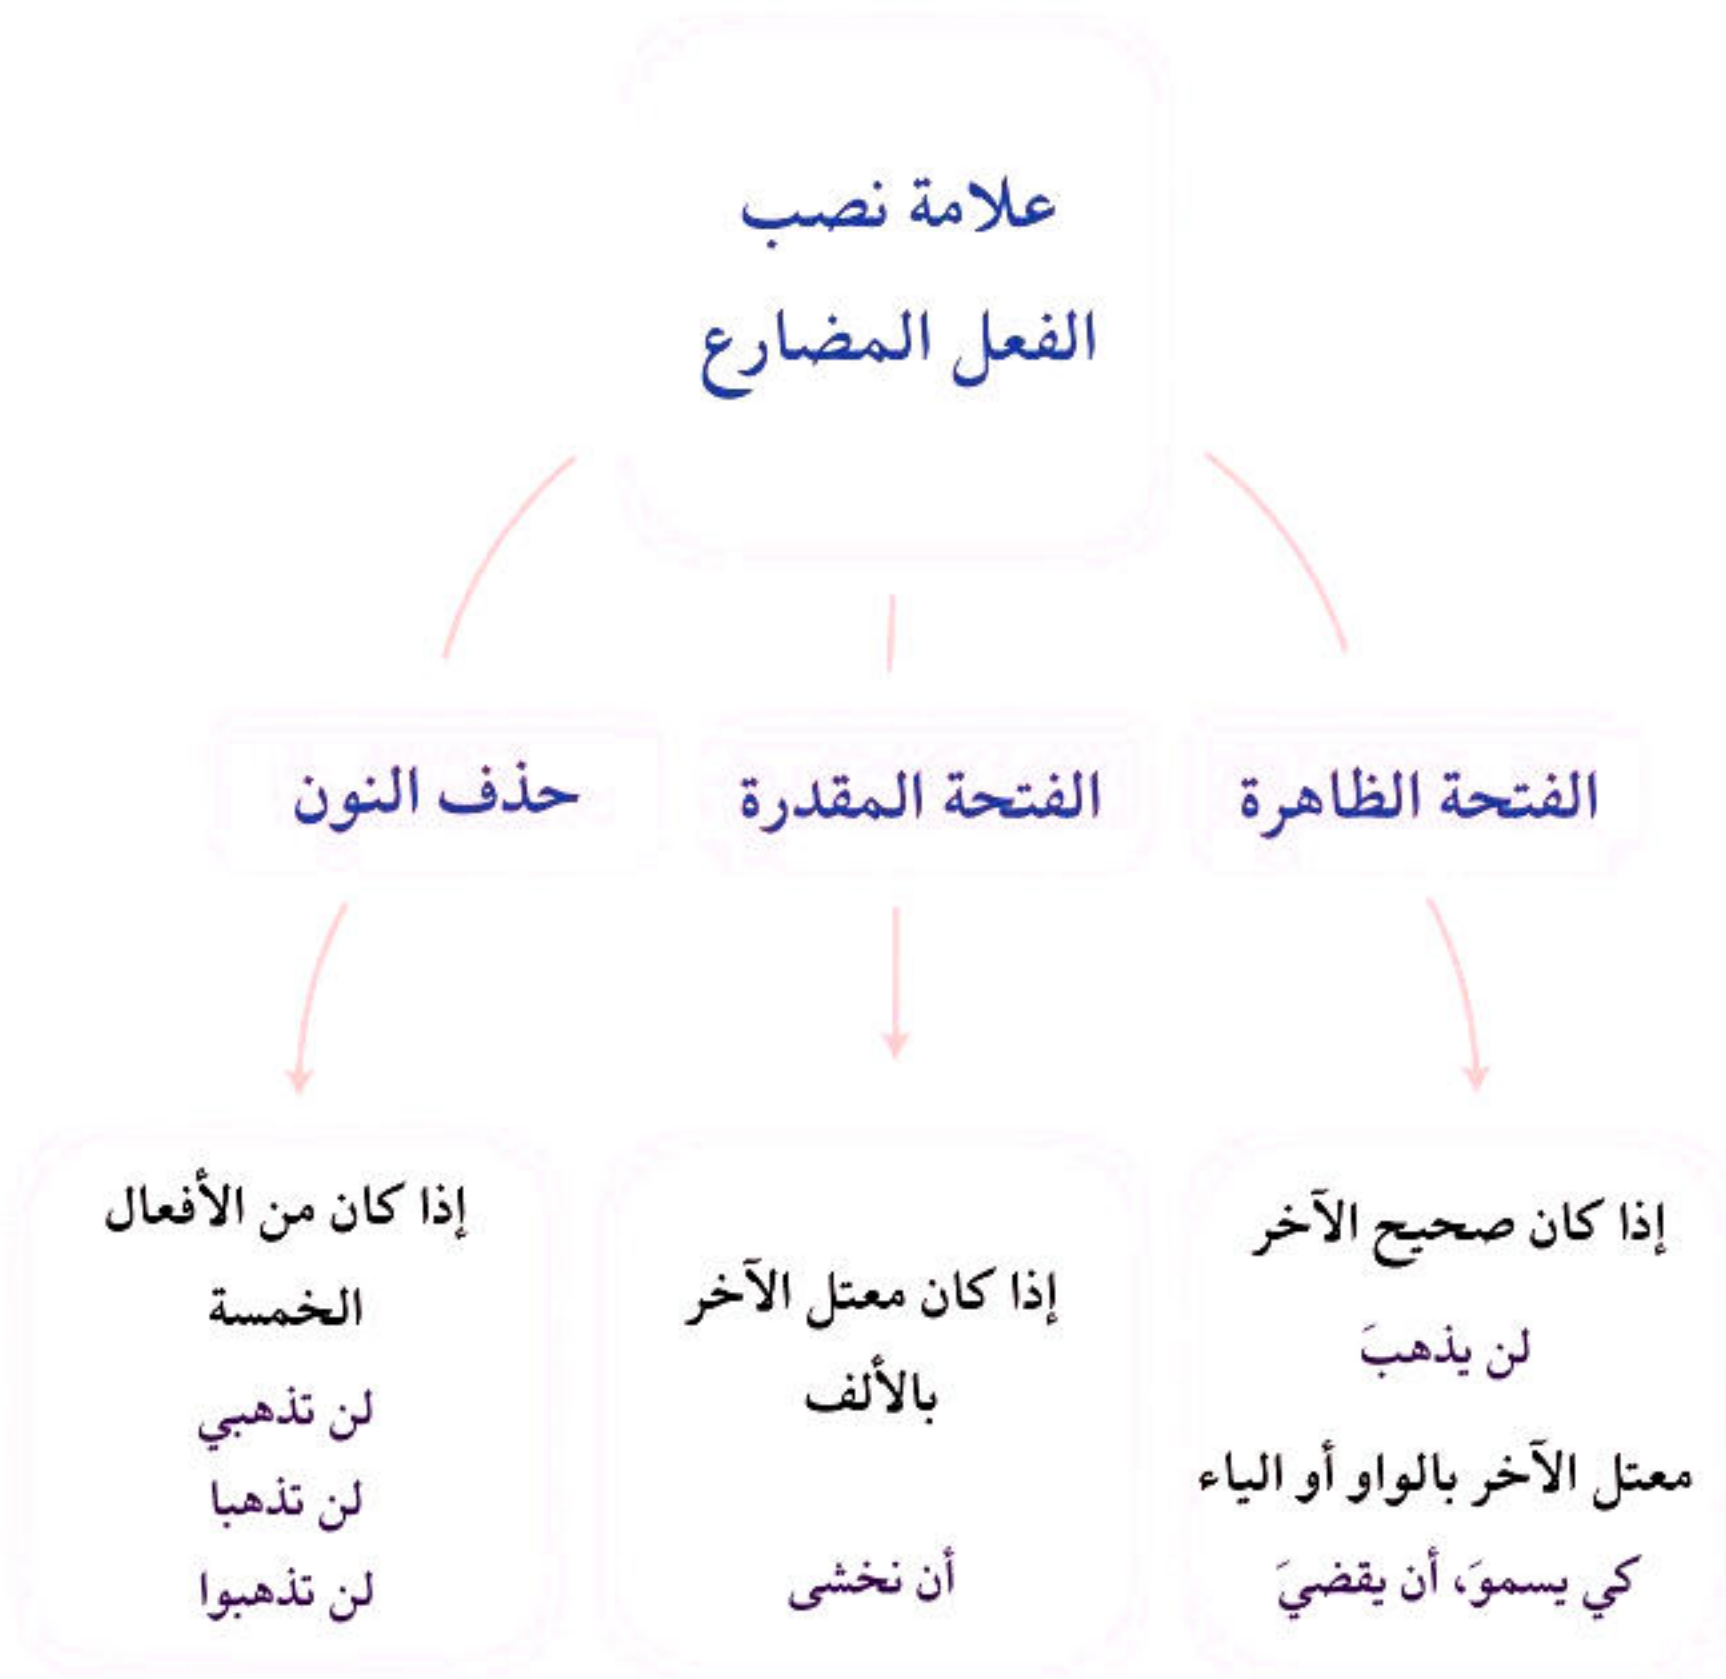 علامة نصب
الفعل المضارع
الفتحة الظاهرة
الفتحة المقدرة
حذف النون
إذا كان صحيح الآخر
لن يذهبَ
معتل الآخر بالواو أو الياء
كي يسموَ، أن يقضيَ
إذا كان معتل الآخر
بالألف
أن نخشى
إذا كان من الأفعال
الخمسة
لن تذهبي
لن تذهبا
لن تذهبوا